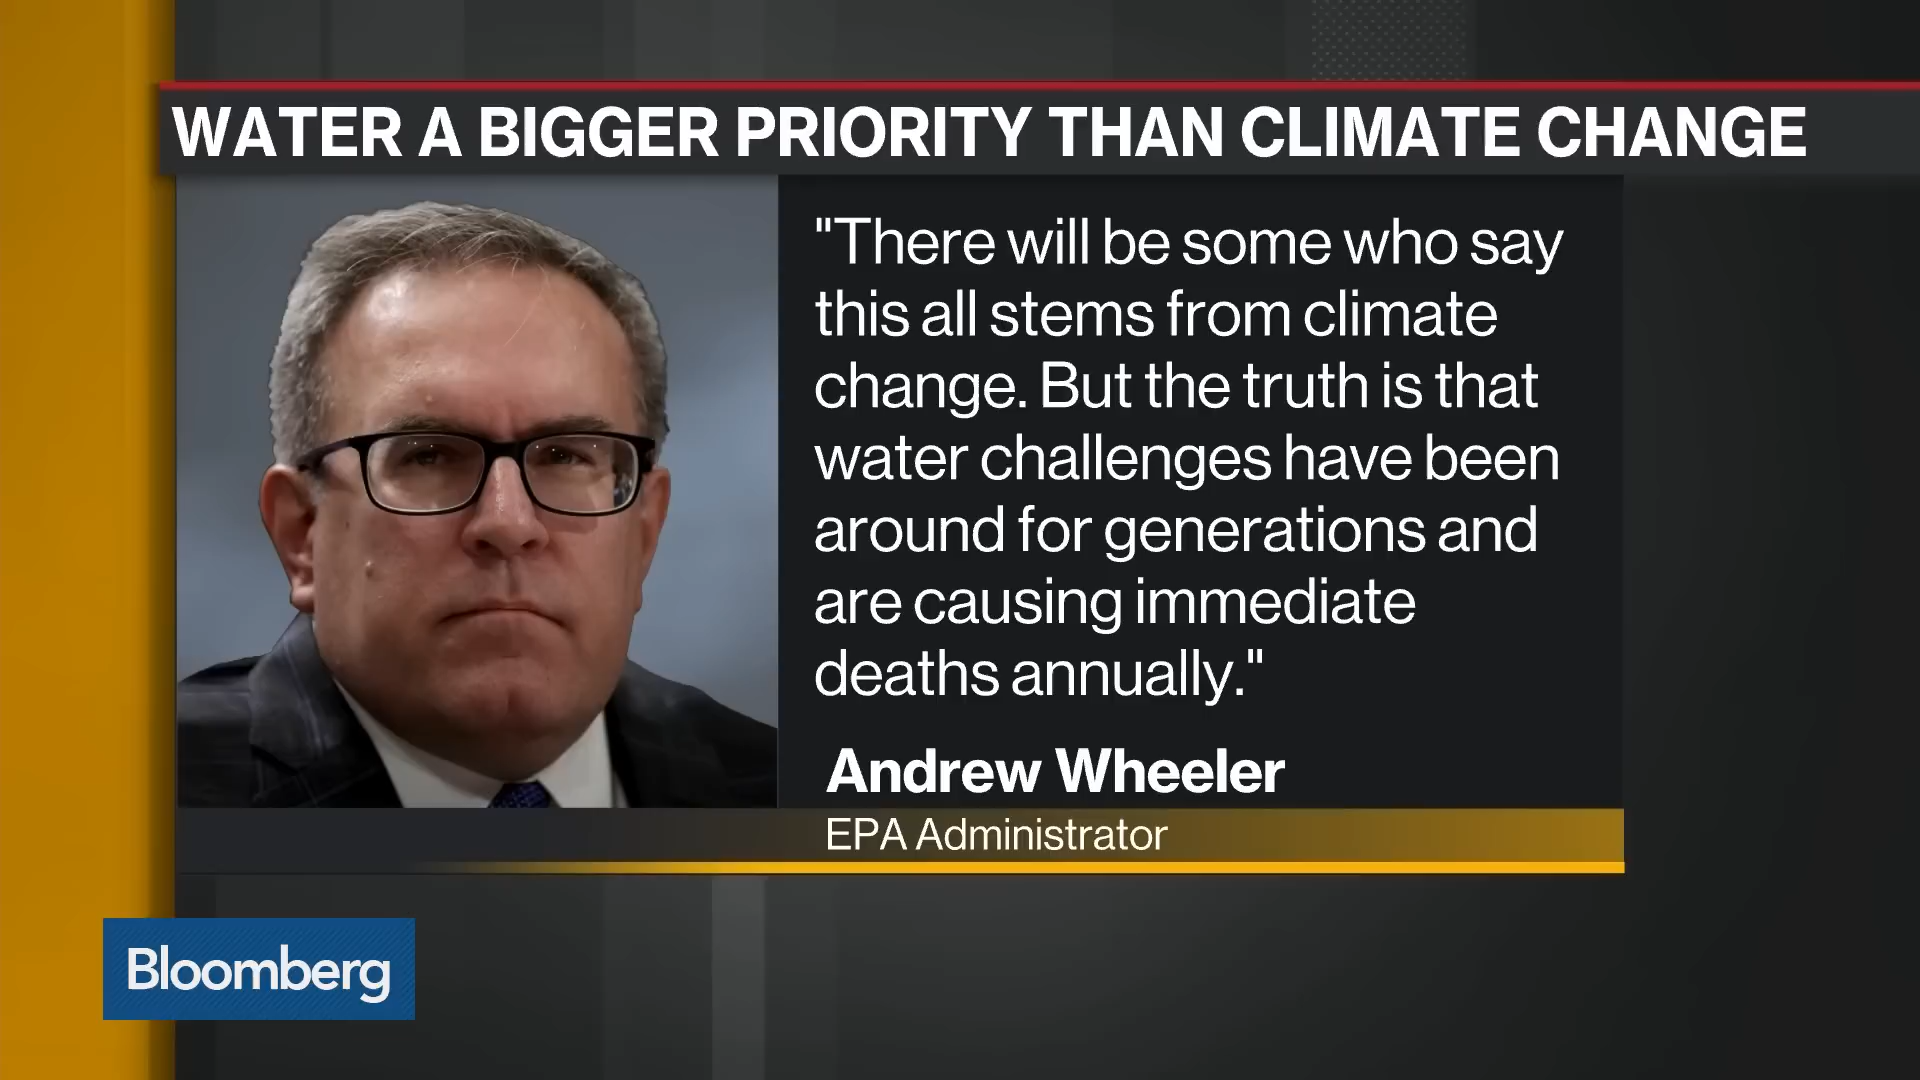 WATER A BIGGER PRIORITY THAN CLIMATE CHANGE
"There will be some who say
this all stems from climate
change. But the truth is that
water challenges have been
around for generations and
are causing immediate
deaths annually."
Andrew Wheeler
EPA Administrator
Bloomberg